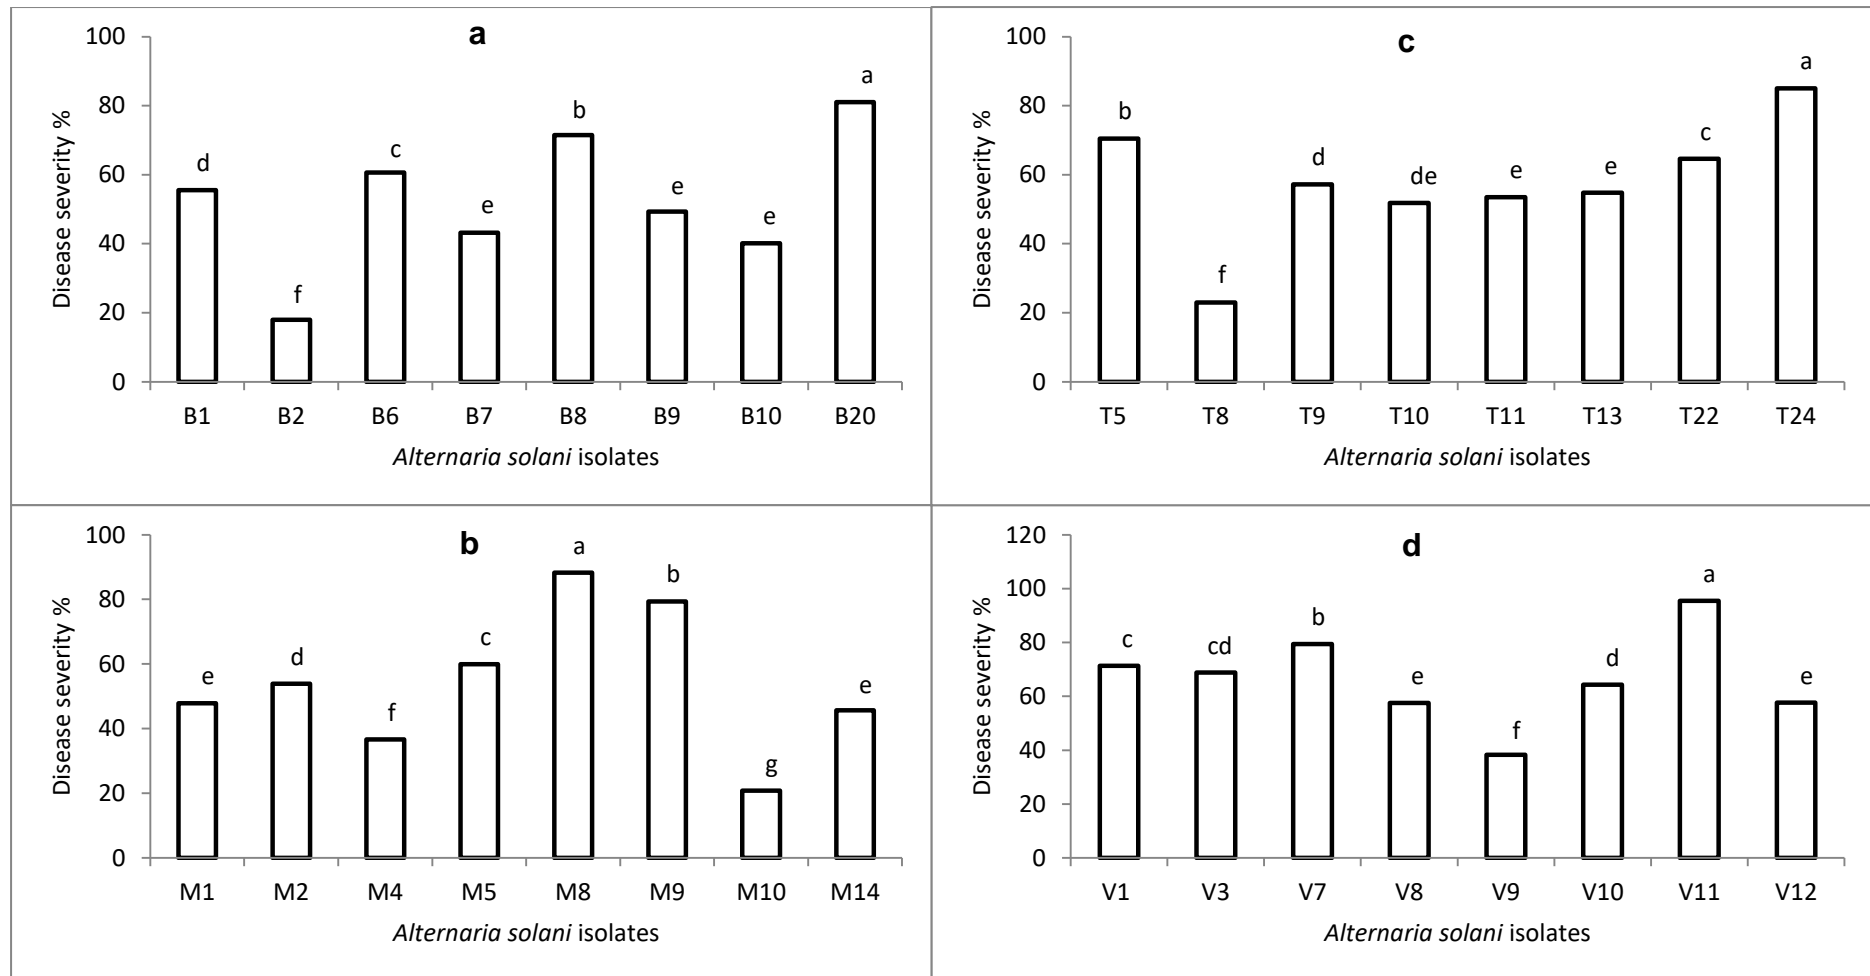 a
Disease severity %
100
80
60
40
20
0
d
f
c
e
b
e
e
a
B1 B2 B6 B7 B8 B9 B10 B20
Alternaria solani isolates
c
Disease severity %
100
80
60
40
20
0
b
f
d
de
e
e
c
a
T5 T8 T9 T10 T11 T13 T22 T24
Alternaria solani isolates
b
Disease severity %
100
80
60
40
20
0
e
d
f
c
a
b
g
e
M1 M2 M4 M5 M8 M9 M10 M14
Alternaria solani isolates
d
Disease severity %
120
100
80
60
40
20
0
c
cd
b
e
f
d
a
e
V1 V3 V7 V8 V9 V10 V11 V12
Alternaria solani isolates